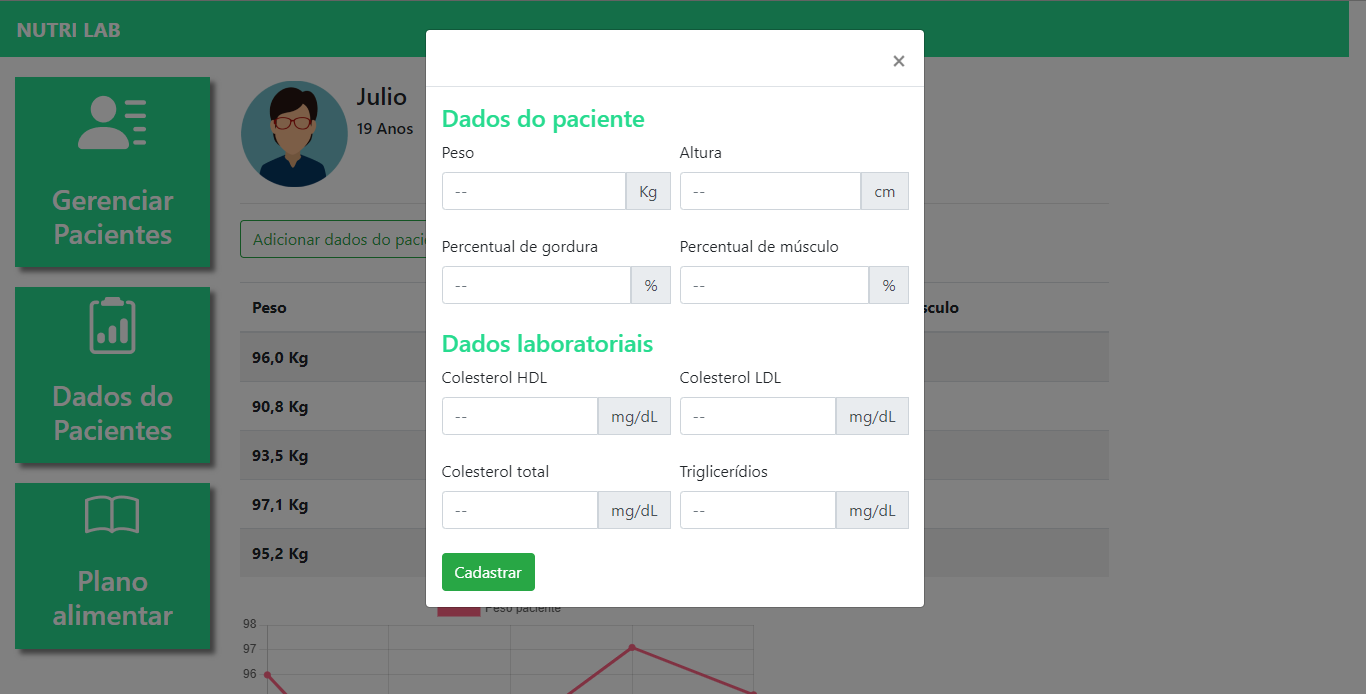 NUTRI LAB
×
Gerenciar
Pacientes
Dados do
Pacientes
Plano
alimentar
Julio
19 Anos
Adicionar dados do paci
Peso
sculo
96,0 Kg
90,8 Kg
93,5 Kg
97,1 Kg
95,2 Kg
Peso paciente
98
97
96
Dados do paciente
Peso Altura
-- Kg -- cm
Percentual de gordura Percentual de músculo
-- % -- %
Dados laboratoriais
Colesterol HDL Colesterol LDL
-- mg/dL -- mg/dL
Colesterol total Triglicerídios
-- mg/dL -- mg/dL
Cadastrar